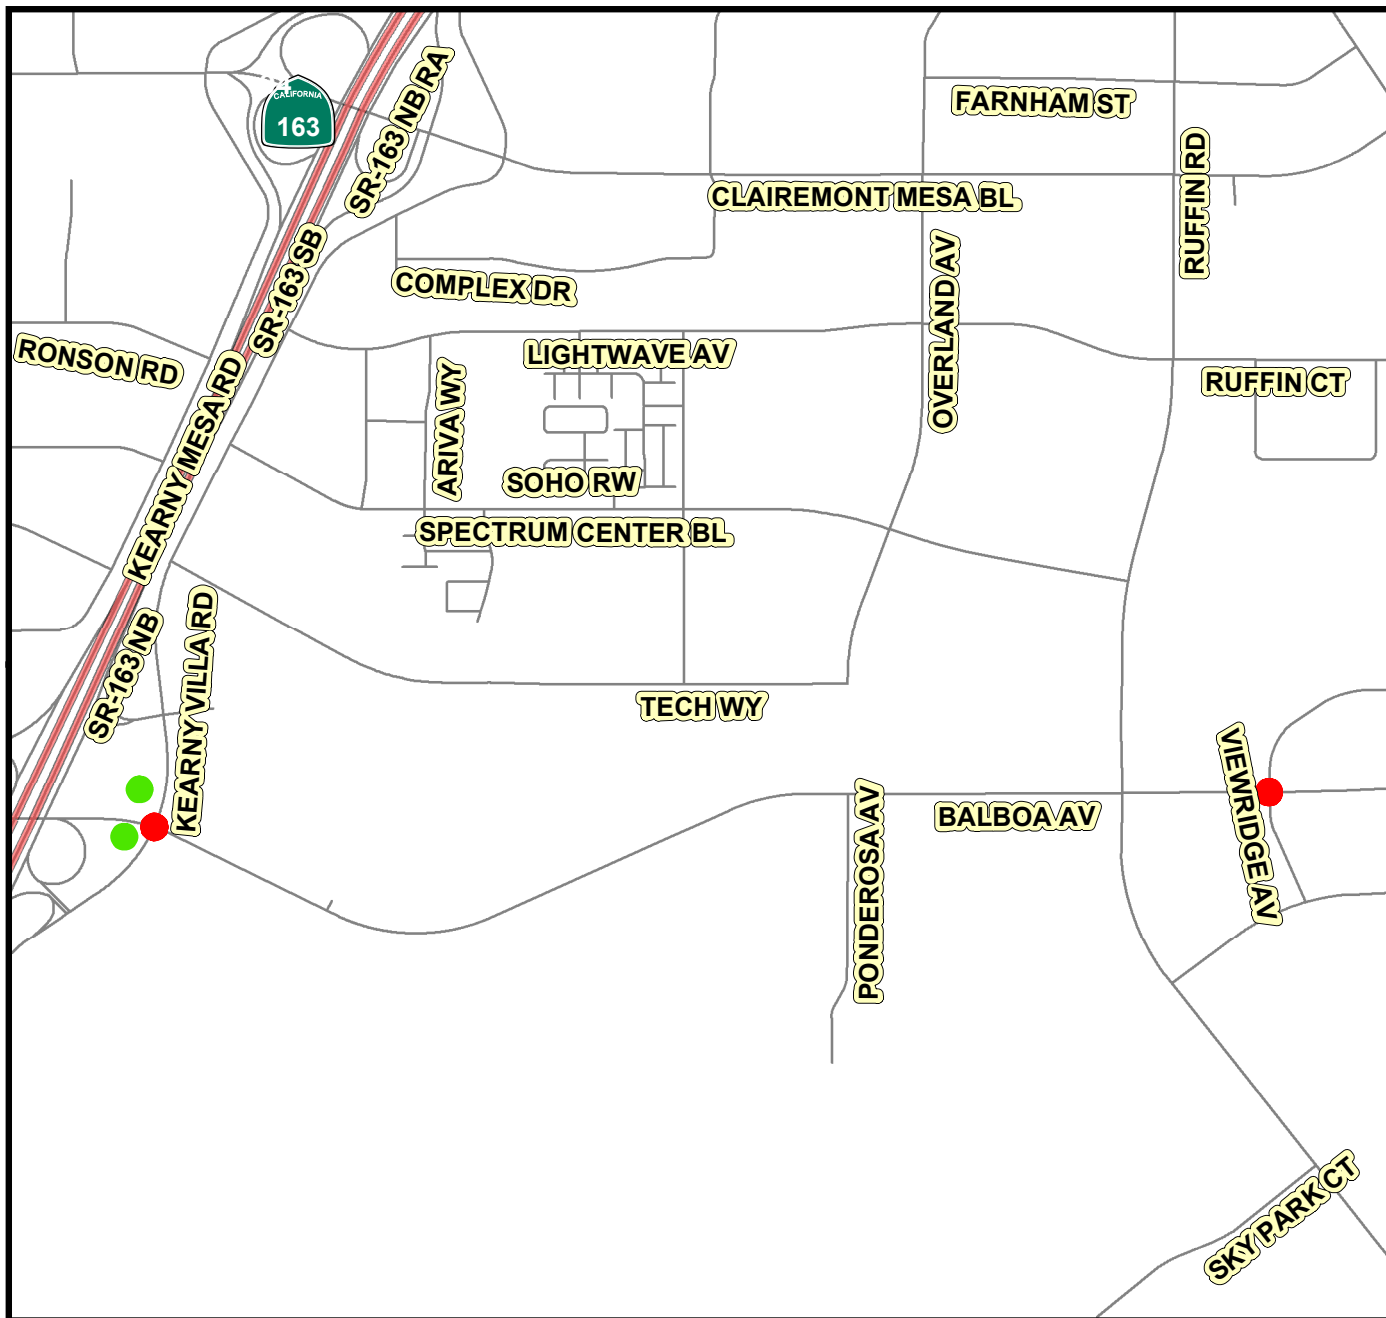 SR-163 NB RA
FARNHAM ST
CALIFORNIA
163
RUFFIN RD
CLAIREMONT MESA BL
SR-163 SB
OVERLAND AV
COMPLEX DR
RONSON RD
LIGHTWAVE AV
KEARNY MESA RD
ARIVA WY
RUFFIN CT
SOHO RW
SPECTRUM CENTER BL
SR-163 NB
KEARNY VILLA RD
TECH WY
VIEWRIDGE AV
PONDEROSA AV
BALBOA AV
SKY PARK CT